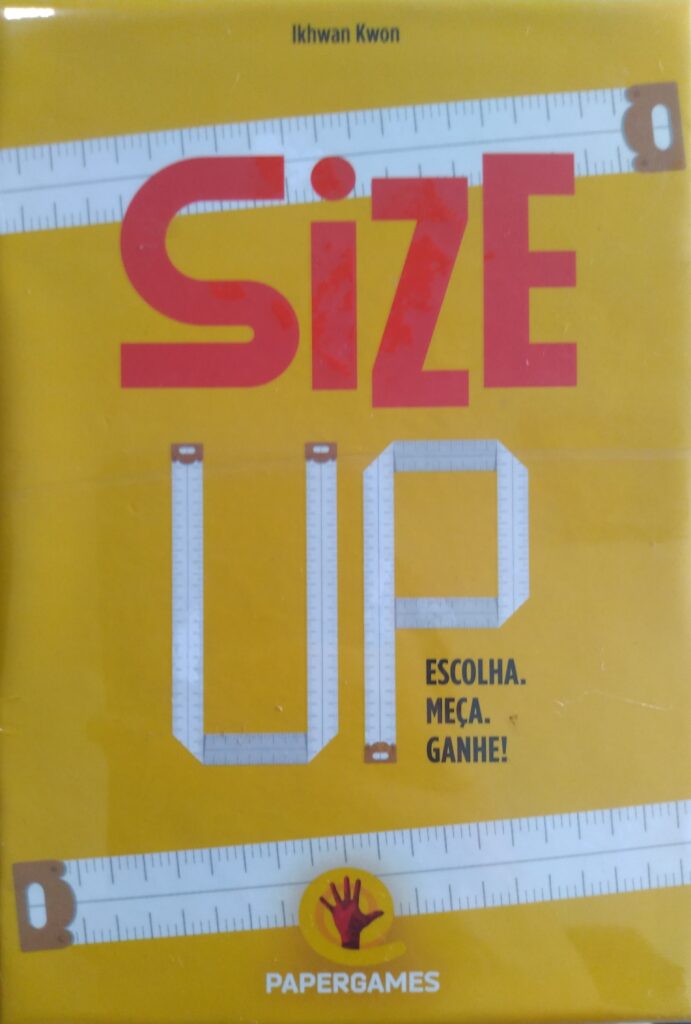 Ikhwan Kwon
SiZE
UP
ESCOLHA.
MEÇA.
GANHE!
PAPERGAMES